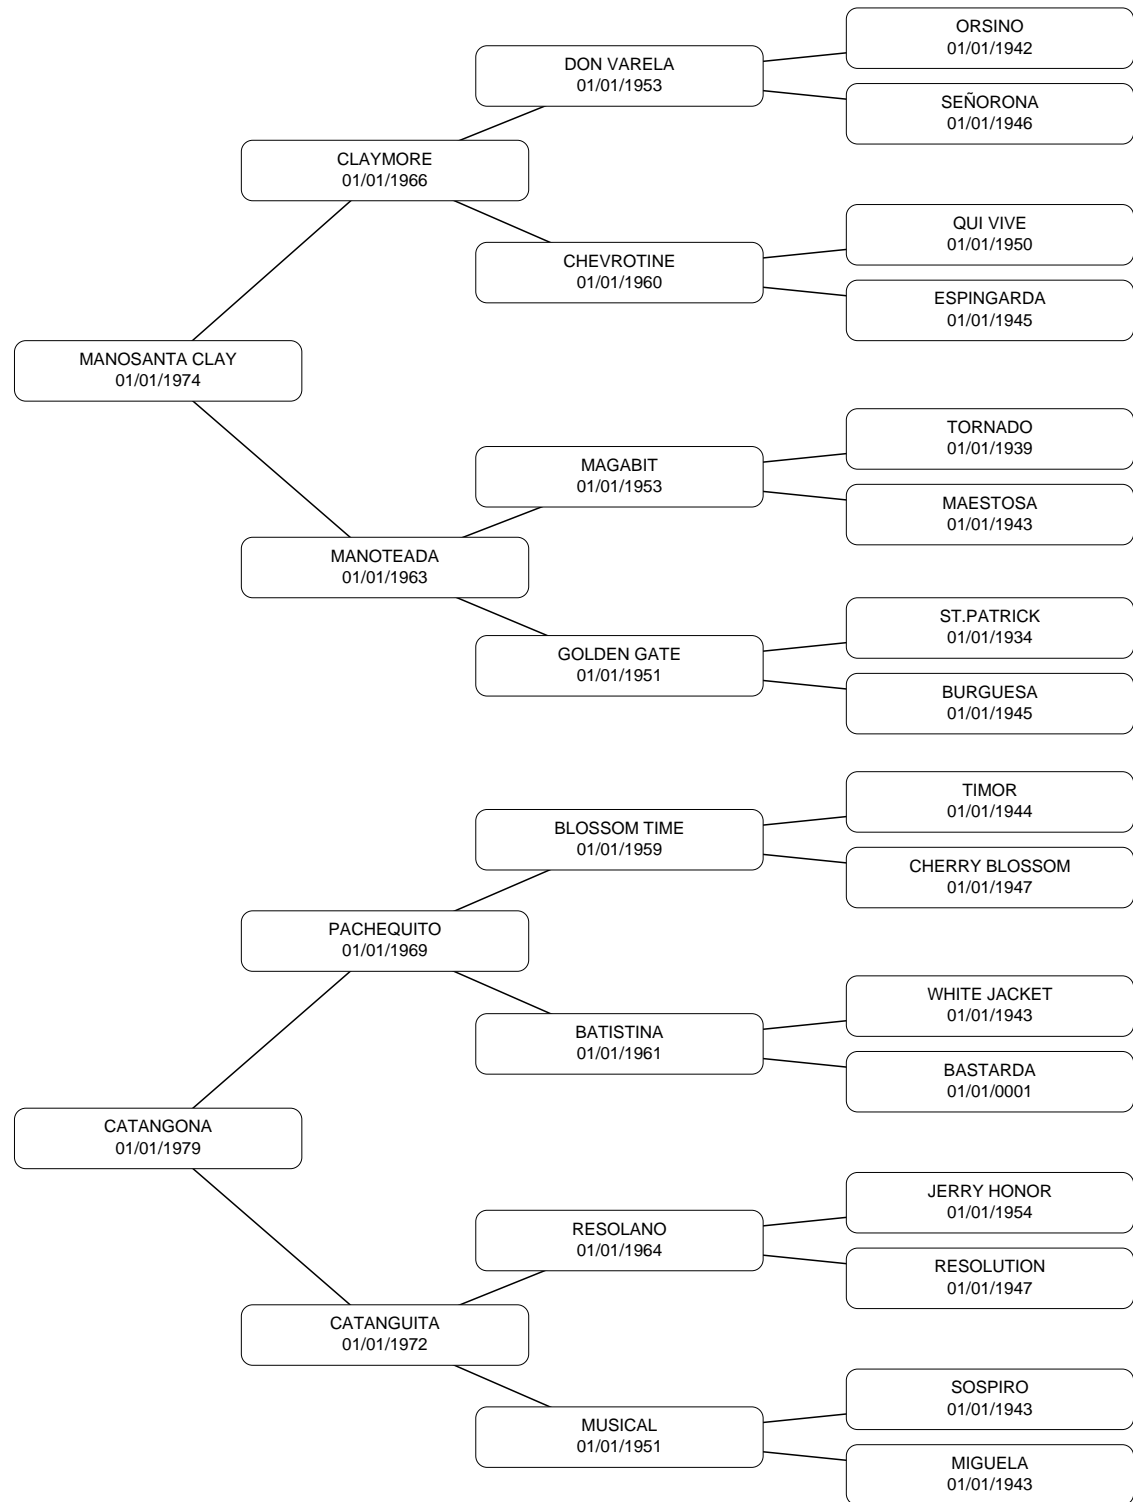 ORSINO
01/01/1942
DON VARELA
01/01/1953
SEÑORONA
01/01/1946
CLAYMORE
01/01/1966
QUI VIVE
01/01/1950
CHEVROTINE
01/01/1960
ESPINGARDA
01/01/1945
MANOSANTA CLAY
01/01/1974
TORNADO
01/01/1939
MAGABIT
01/01/1953
MAESTOSA
01/01/1943
MANOTEADA
01/01/1963
ST.PATRICK
01/01/1934
GOLDEN GATE
01/01/1951
BURGUESA
01/01/1945
TIMOR
01/01/1944
BLOSSOM TIME
01/01/1959
CHERRY BLOSSOM
01/01/1947
PACHEQUITO
01/01/1969
WHITE JACKET
01/01/1943
BATISTINA
01/01/1961
BASTARDA
01/01/0001
CATANGONA
01/01/1979
JERRY HONOR
01/01/1954
RESOLANO
01/01/1964
RESOLUTION
01/01/1947
CATANGUITA
01/01/1972
SOSPIRO
01/01/1943
MUSICAL
01/01/1951
MIGUELA
01/01/1943